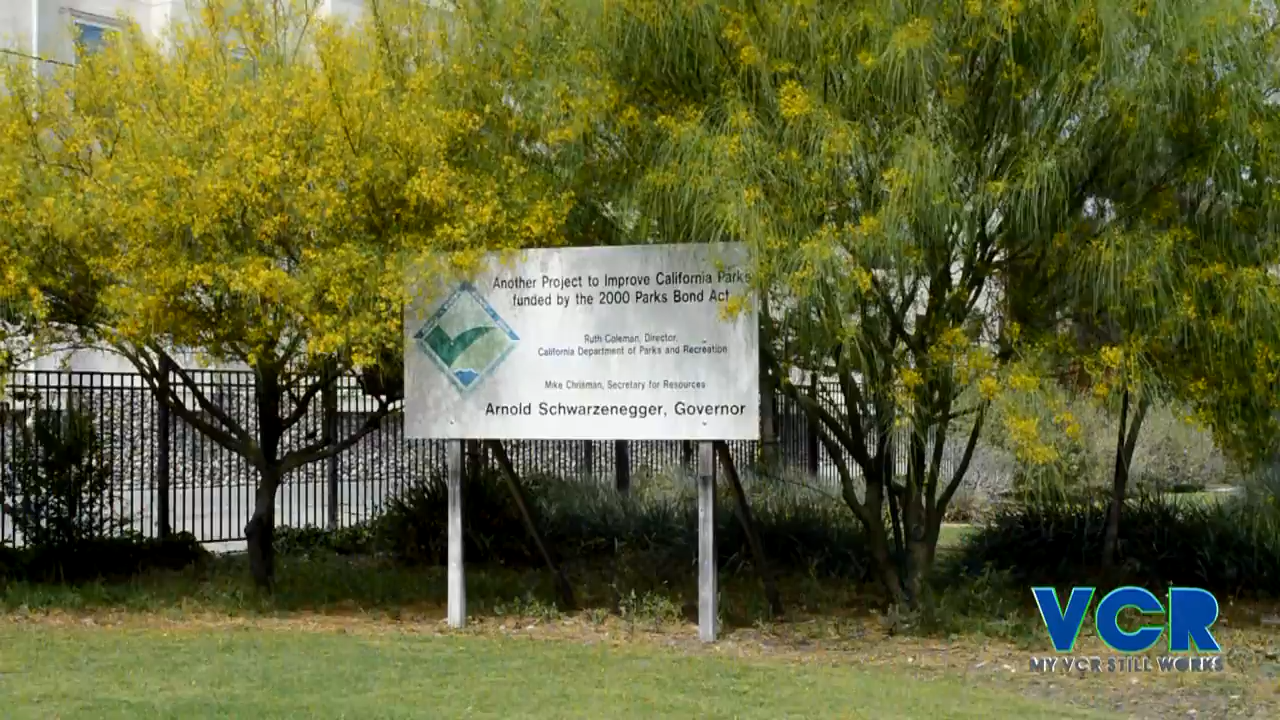 Another Project to Improve California Parks
funded by the 2000 Parks Bond Act
Ruth Coleman, Director,
California Department of Parks and Recreation
Mike Chrisman, Secretary for Resources
Arnold Schwarzenegger, Governor
VCR
MY VCR STILL WORKS